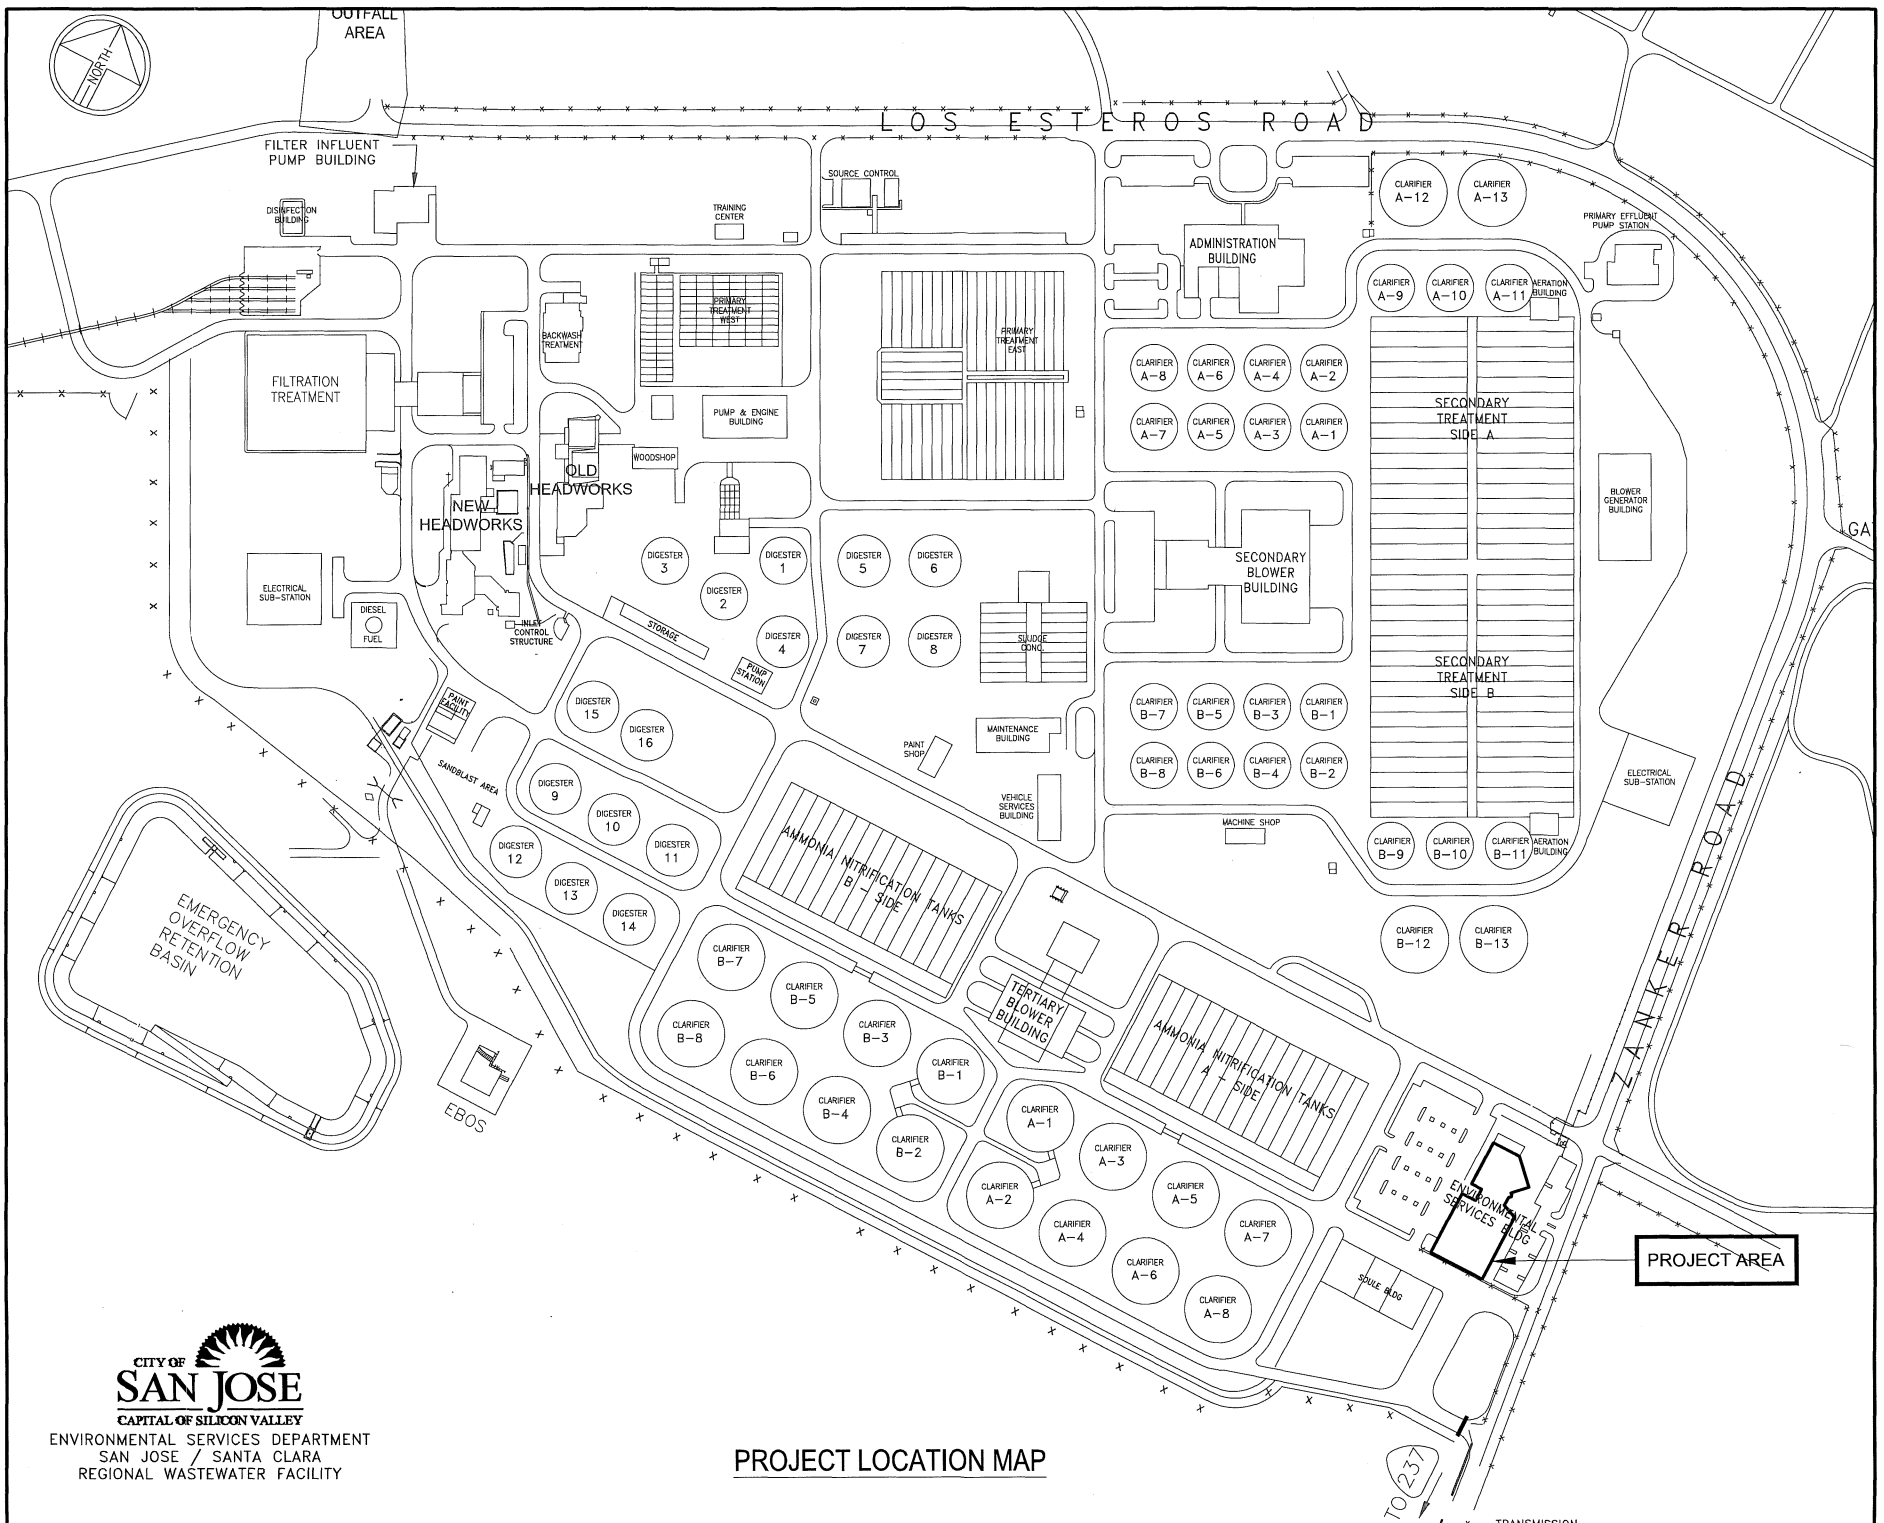 OUTFALL
AREA
NORTH
LOS ESTEROS ROAD
FILTER INFLUENT
PUMP BUILDING
DISINFECTION
BUILDING
TRAINING
CENTER
SOURCE CONTROL
ADMINISTRATION
BUILDING
CLARIFIER
A-12
CLARIFIER
A-13
PRIMARY EFFLUENT
PUMP STATION
CLARIFIER
A-9
CLARIFIER
A-10
CLARIFIER
A-11
AERATION
BUILDING
PRIMARY
TREATMENT
WEST
BACKWASH
TREATMENT
PRIMARY
TREATMENT
EAST
FILTRATION
TREATMENT
PUMP & ENGINE
BUILDING
CLARIFIER
A-8
CLARIFIER
A-6
CLARIFIER
A-4
CLARIFIER
A-2
CLARIFIER
A-7
CLARIFIER
A-5
CLARIFIER
A-3
CLARIFIER
A-1
SECONDARY
TREATMENT
SIDE A
WOODSHOP
OLD
HEADWORKS
NEW
HEADWORKS
BLOWER
GENERATOR
BUILDING
GA
DIGESTER
3
DIGESTER
1
DIGESTER
2
DIGESTER
4
DIGESTER
5
DIGESTER
6
DIGESTER
7
DIGESTER
8
SECONDARY
BLOWER
BUILDING
ELECTRICAL
SUB-STATION
DIESEL
FUEL
INLET
CONTROL
STRUCTURE
STORAGE
PUMP
STATION
SLUDGE
CONC.
SECONDARY
TREATMENT
SIDE B
PAINT
FACILITY
DIGESTER
15
DIGESTER
16
PAINT
SHOP
MAINTENANCE
BUILDING
CLARIFIER
B-7
CLARIFIER
B-5
CLARIFIER
B-3
CLARIFIER
B-1
CLARIFIER
B-8
CLARIFIER
B-6
CLARIFIER
B-4
CLARIFIER
B-2
ELECTRICAL
SUB-STATION
SANDBLAST AREA
DIGESTER
9
DIGESTER
10
DIGESTER
11
DIGESTER
12
DIGESTER
13
DIGESTER
14
VEHICLE
SERVICES
BUILDING
MACHINE SHOP
CLARIFIER
B-9
CLARIFIER
B-10
CLARIFIER
B-11
AERATION
BUILDING
AMMONIA NITRIFICATION TANKS
B - SIDE
ZANKER ROAD
EMERGENCY
OVERFLOW
RETENTION
BASIN
CLARIFIER
B-12
CLARIFIER
B-13
CLARIFIER
B-7
CLARIFIER
B-5
CLARIFIER
B-3
CLARIFIER
B-1
CLARIFIER
B-8
CLARIFIER
B-6
CLARIFIER
B-4
CLARIFIER
B-2
TERTIARY
BLOWER
BUILDING
AMMONIA NITRIFICATION TANKS
A - SIDE
EBOS
CLARIFIER
A-1
CLARIFIER
A-3
CLARIFIER
A-5
CLARIFIER
A-7
CLARIFIER
A-2
CLARIFIER
A-4
CLARIFIER
A-6
CLARIFIER
A-8
ENVIRONMENTAL
SERVICES BLDG
PROJECT AREA
SOULE BLDG
CITY OF
SAN JOSE
CAPITAL OF SILICON VALLEY
ENVIRONMENTAL SERVICES DEPARTMENT
SAN JOSE / SANTA CLARA
REGIONAL WASTEWATER FACILITY
PROJECT LOCATION MAP
TO 237
TRANSMISSION